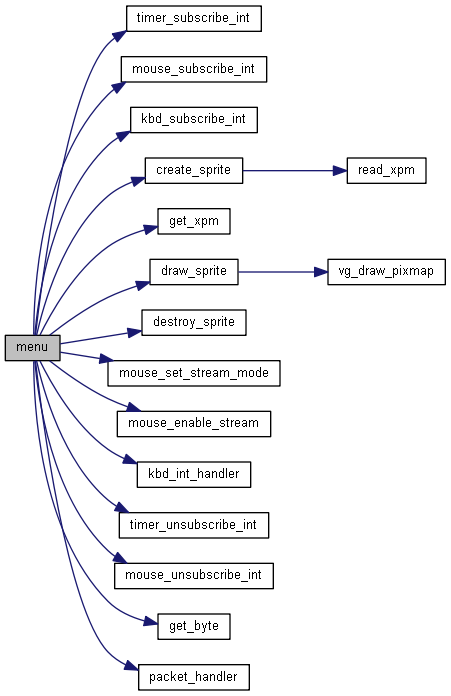 timer_subscribe_int
mouse_subscribe_int
kbd_subscribe_int
create_sprite
read_xpm
get_xpm
draw_sprite
vg_draw_pixmap
destroy_sprite
menu
mouse_set_stream_mode
mouse_enable_stream
kbd_int_handler
timer_unsubscribe_int
mouse_unsubscribe_int
get_byte
packet_handler